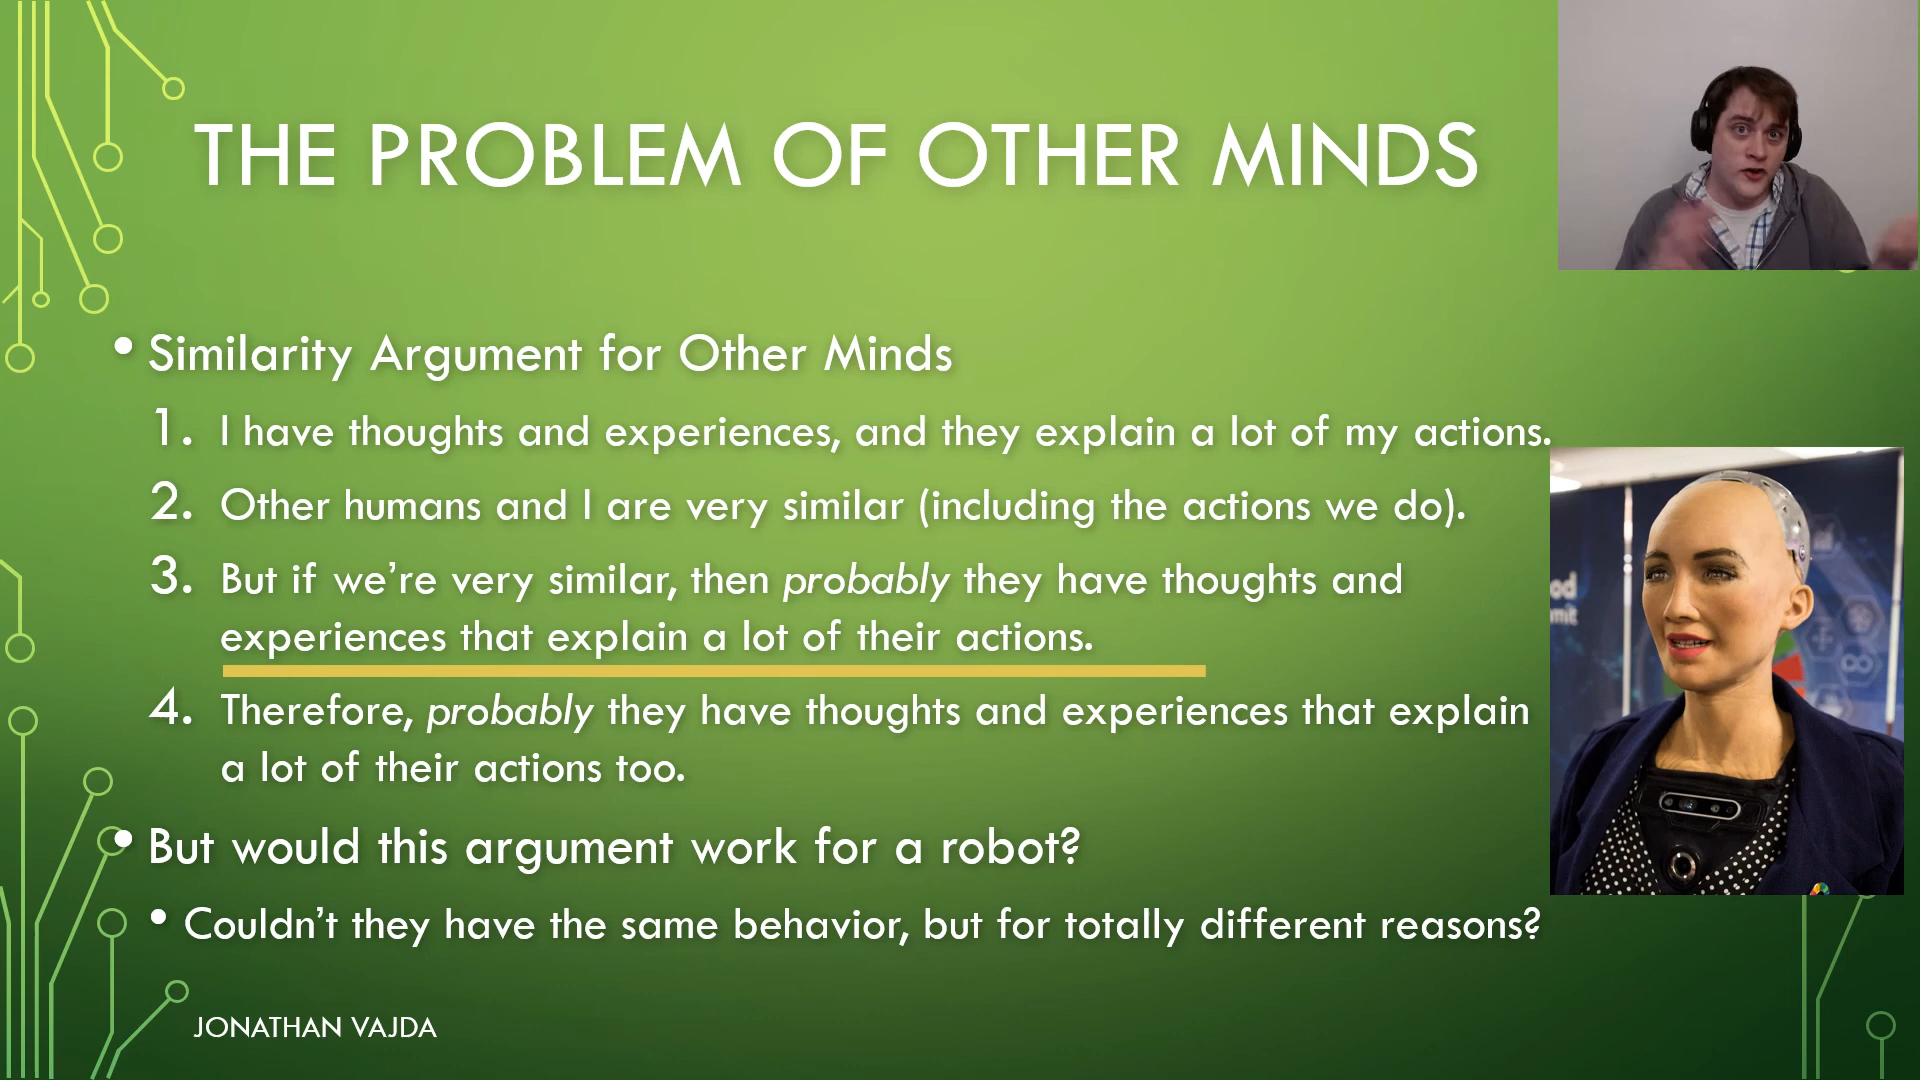 THE PROBLEM OF OTHER MINDS
• Similarity Argument for Other Minds
1. I have thoughts and experiences, and they explain a lot of my actions.
2. Other humans and I are very similar (including the actions we do).
3. But if we're very similar, then probably they have thoughts and
experiences that explain a lot of their actions.
4. Therefore, probably they have thoughts and experiences that explain
a lot of their actions too.
• But would this argument work for a robot?
• Couldn't they have the same behavior, but for totally different reasons?
JONATHAN VAJDA